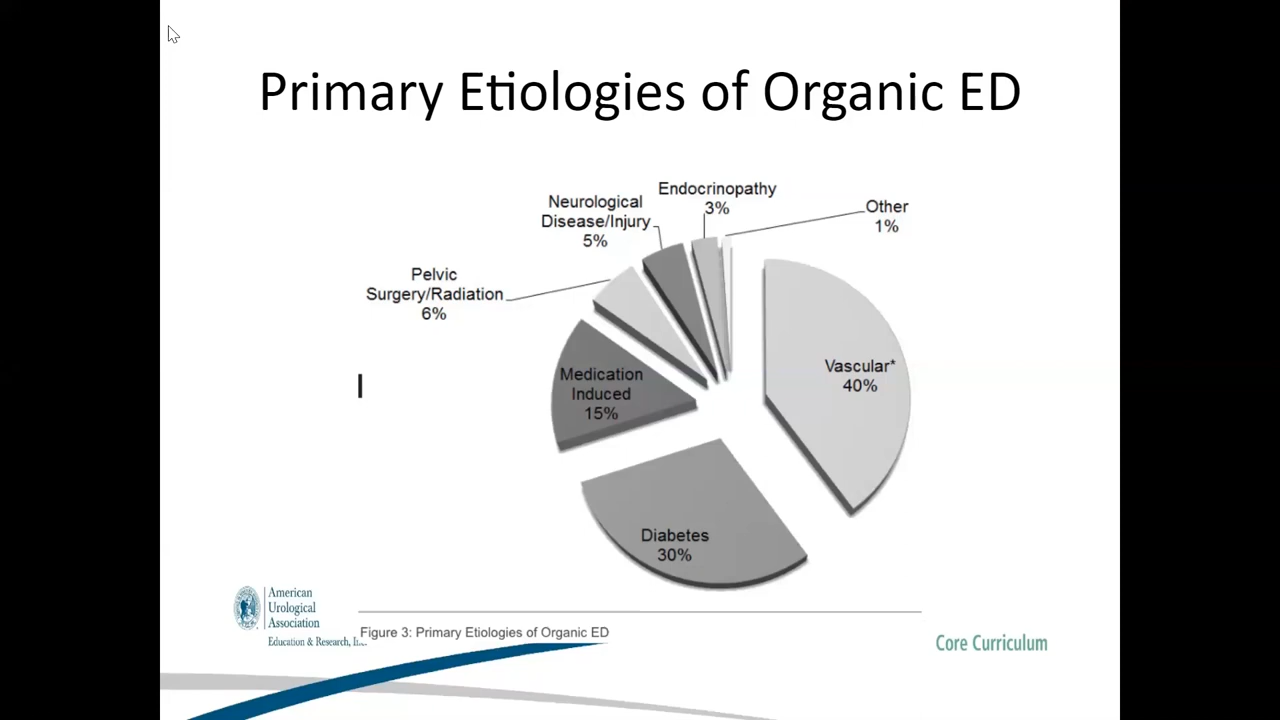 Primary Etiologies of Organic ED
Endocrinopathy
3%
Neurological
Disease/Injury
5%
Other
1%
Pelvic
Surgery/Radiation
6%
Vascular*
40%
Medication
Induced
15%
Diabetes
30%
American
Urological
Association
Education & Research,
Figure 3: Primary Etiologies of Organic ED
Core Curriculum